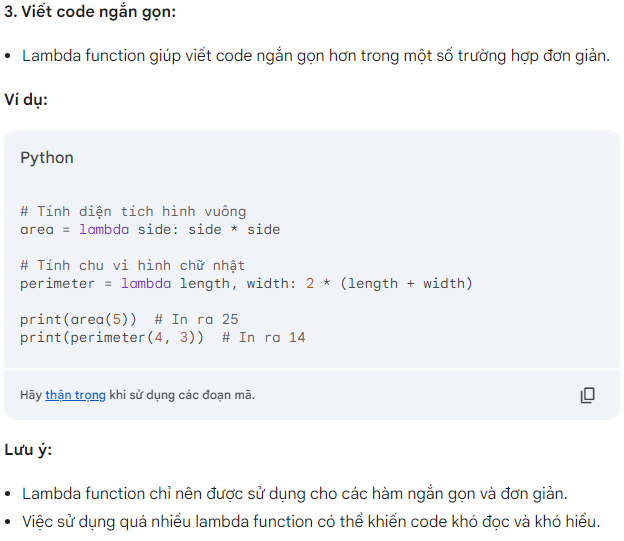 3. Viết code ngắn gọn:
Lambda function giúp viết code ngắn gọn hơn trong một số trường hợp đơn giản.
Ví dụ:
Python
# Tính diện tích hình vuông
area = lambda side: side * side
# Tính chu vi hình chữ nhật
perimeter = lambda length, width: 2 * (length + width)
print(area(5))  # In ra 25
print(perimeter(4, 3))  # In ra 14
Hãy thận trọng khi sử dụng các đoạn mã.
Lưu ý:
Lambda function chỉ nên được sử dụng cho các hàm ngắn gọn và đơn giản.
Việc sử dụng quá nhiều lambda function có thể khiến code khó đọc và khó hiểu.